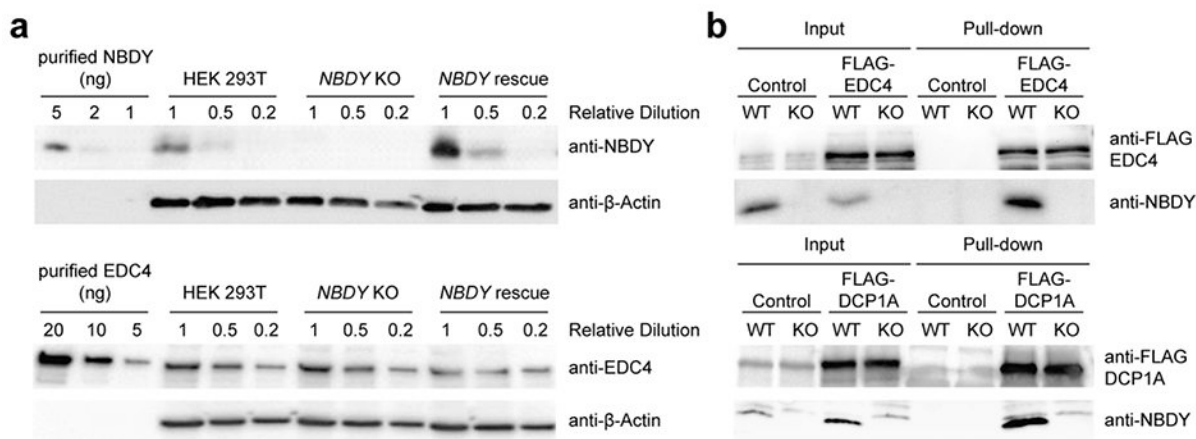 a
purified NBDY
(ng)
HEK 293T
NBDY KO
NBDY rescue
5 2 1 1 0.5 0.2 1 0.5 0.2 1 0.5 0.2 Relative Dilution
anti-NBDY
anti-β-Actin
purified EDC4
(ng)
HEK 293T
NBDY KO
NBDY rescue
20 10 5 1 0.5 0.2 1 0.5 0.2 1 0.5 0.2 Relative Dilution
anti-EDC4
anti-β-Actin
b
Input Pull-down
Control
FLAG-
EDC4
Control
FLAG-
EDC4
WT KO WT KO WT KO WT KO
anti-FLAG
EDC4
anti-NBDY
Input Pull-down
Control
FLAG-
DCP1A
Control
FLAG-
DCP1A
WT KO WT KO WT KO WT KO
anti-FLAG
DCP1A
anti-NBDY